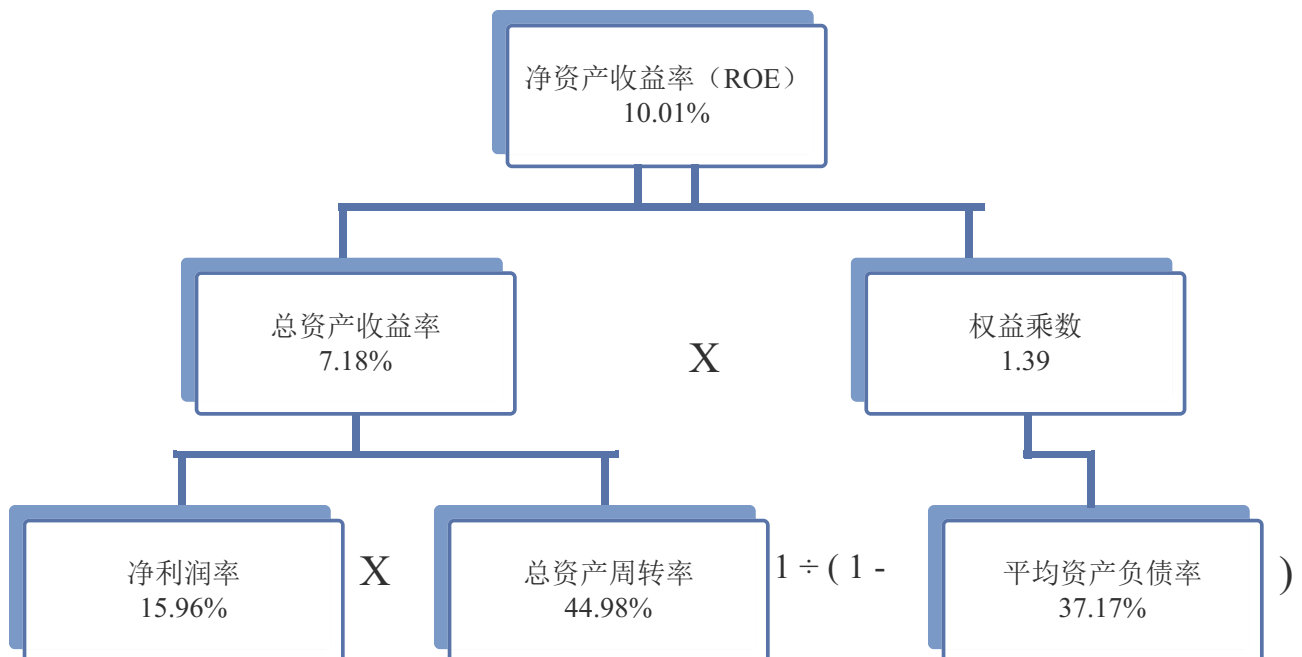 净资产收益率（ROE）
10.01%
总资产收益率
7.18%
X
权益乘数
1.39
净利润率
15.96%
X
总资产周转率
44.98%
1 ÷ ( 1 -
平均资产负债率
37.17%
)